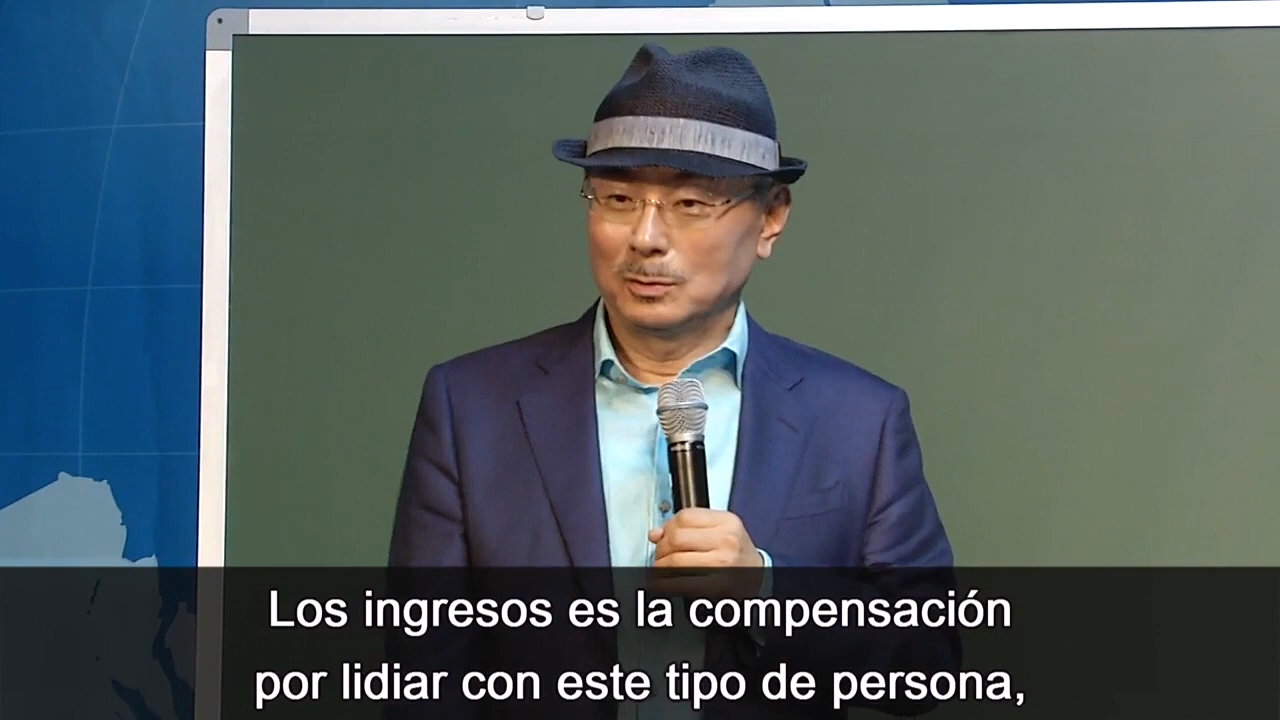 Los ingresos es la compensación
por lidiar con este tipo de persona,